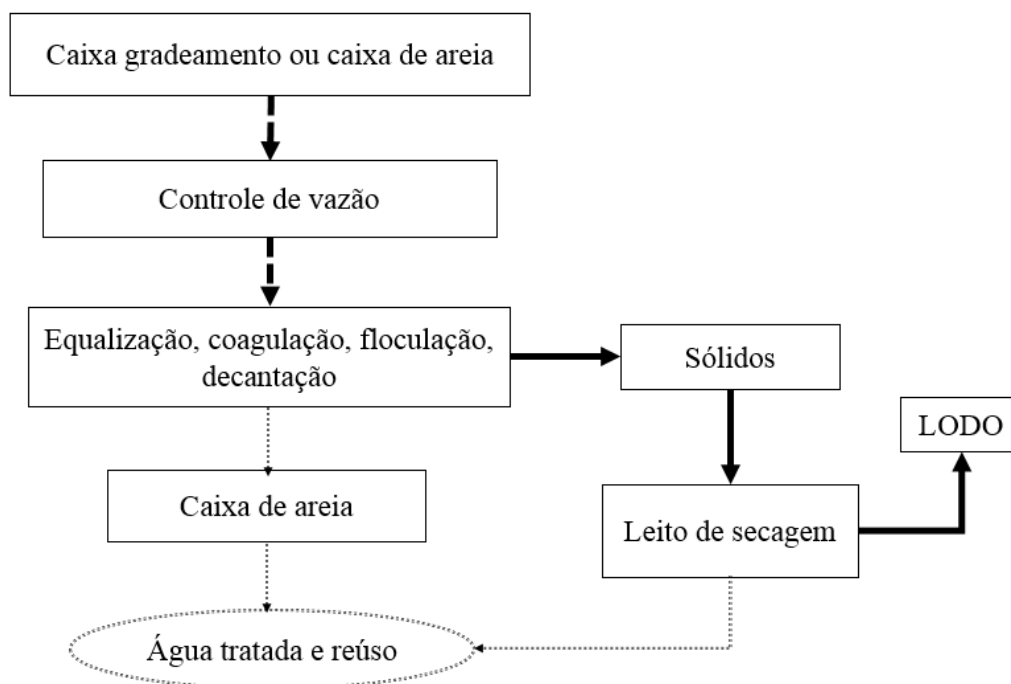 Caixa gradeamento ou caixa de areia
Controle de vazão
Equalização, coagulação, floculação,
decantação
Sólidos
LODO
Caixa de areia
Leito de secagem
Água tratada e reúso